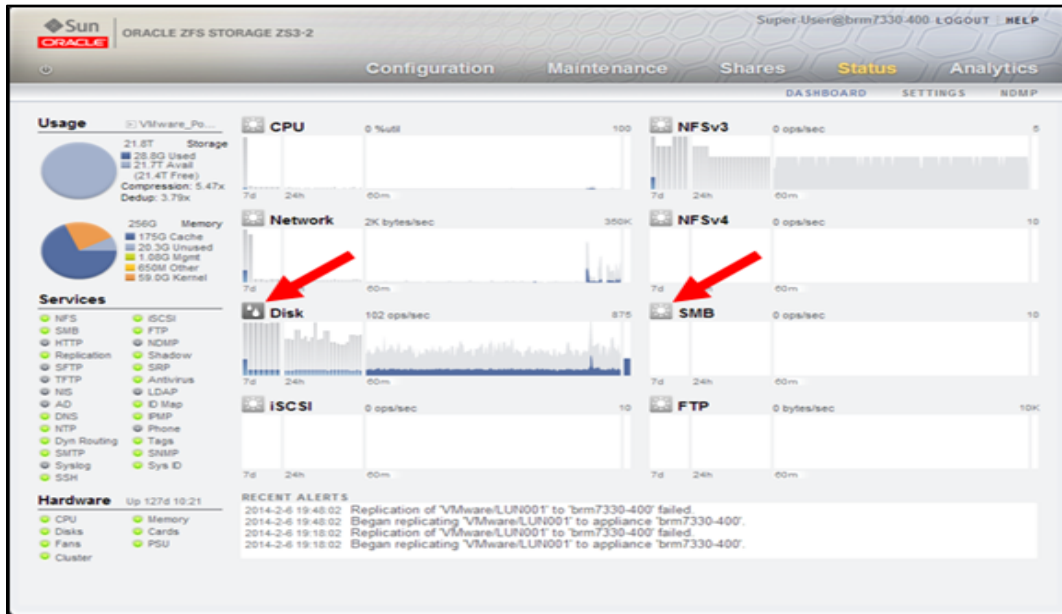 Sun
ORACLE
ORACLE ZFS STORAGE ZS3-2
Super-User@brm7330-400 LOGOUT HELP
Configuration Maintenance Shares Status Analytics
DASHBOARD SETTINGS NDMP
Usage VMware_Po...
21.8T Storage
28.8G Used
21.7T Avail
(21.4T Free)
Compression: 5.47x
Dedup: 3.79x
256G Memory
175G Cache
20.3G Unused
1.08G Mgmt
650M Other
59.0G Kernel
Services
NFS iSCSI
SMB FTP
HTTP NDMP
Replication Shadow
SFTP SRP
TFTP Antivirus
NIS LDAP
AD ID Map
DNS IPMP
NTP Phone
Dyn Routing Tags
SMTP SNMP
Syslog Sys ID
SSH
Hardware Up 127d 10:21
CPU Memory
Disks Cards
Fans PSU
Cluster
CPU 0 %util 100
7d 24h 60m
Network 2K bytes/sec 350K
7d 24h 60m
Disk 102 ops/sec 875
7d 24h 60m
iSCSI 0 ops/sec 10
7d 24h 60m
NFSv3 0 ops/sec 5
7d 24h 60m
NFSv4 0 ops/sec 10
7d 24h 60m
SMB 0 ops/sec 10
7d 24h 60m
FTP 0 bytes/sec 10K
7d 24h 60m
RECENT ALERTS
2014-2-6 19:48:02 Replication of 'VMware/LUN001' to 'brm7330-400' failed.
2014-2-6 19:48:02 Began replicating 'VMware/LUN001' to appliance 'brm7330-400'.
2014-2-6 19:18:02 Replication of 'VMware/LUN001' to 'brm7330-400' failed.
2014-2-6 19:18:02 Began replicating 'VMware/LUN001' to appliance 'brm7330-400'.